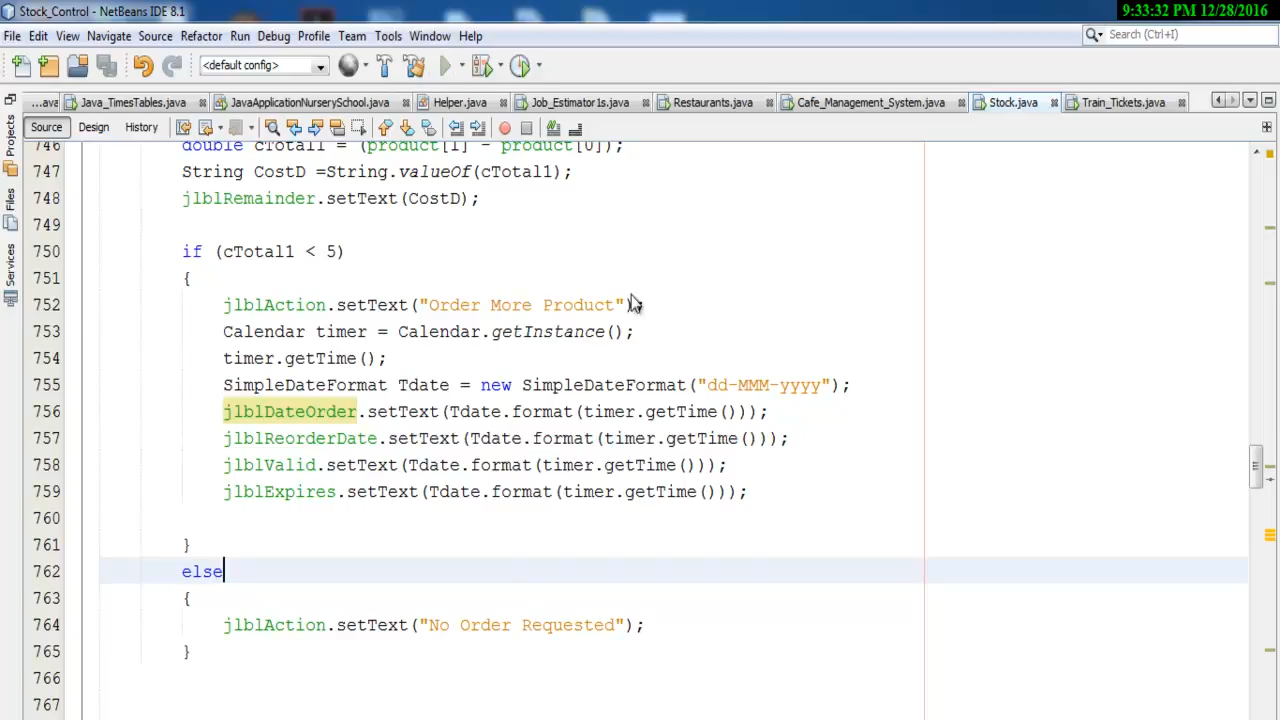 Stock_Control - NetBeans IDE 8.1
9:33:32 PM 12/28/2016
File Edit View Navigate Source Refactor Run Debug Profile Team Tools Window Help
Search (Ctrl+I)
<default config>
...ava Java_TimesTables.java JavaApplicationNurserySchool.java Helper.java Job_Estimator1s.java Restaurants.java Cafe_Management_System.java Stock.java Train_Tickets.java
Source Design History
Projects
Files
Services
746 double cTotal1 = (product[1] - product[0]);
747 String CostD =String.valueOf(cTotal1);
748 jlblRemainder.setText(CostD);
749
750 if (cTotal1 < 5)
751 {
752 jlblAction.setText("Order More Product");
753 Calendar timer = Calendar.getInstance();
754 timer.getTime();
755 SimpleDateFormat Tdate = new SimpleDateFormat("dd-MMM-yyyy");
756 jlblDateOrder.setText(Tdate.format(timer.getTime()));
757 jlblReorderDate.setText(Tdate.format(timer.getTime()));
758 jlblValid.setText(Tdate.format(timer.getTime()));
759 jlblExpires.setText(Tdate.format(timer.getTime()));
760
761 }
762 else
763 {
764 jlblAction.setText("No Order Requested");
765 }
766
767